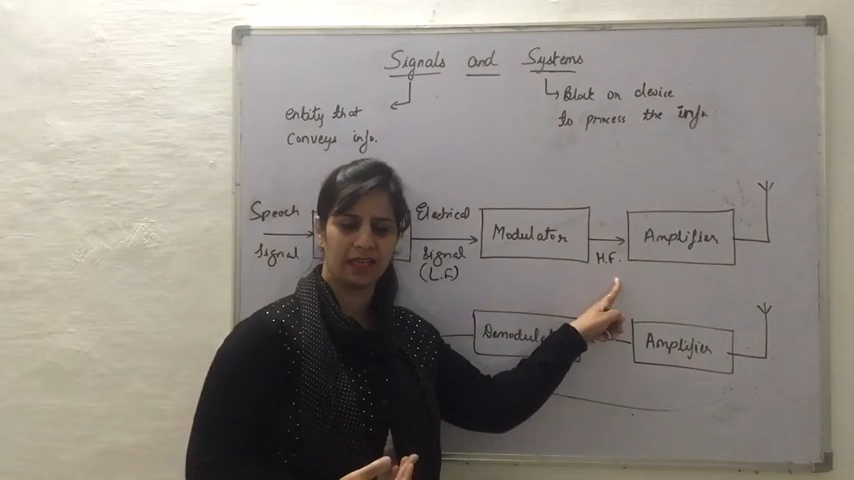 Signals and Systems
entity that
conveys info.
Block or device
to process the info.
Speech
Signal
Electrical
Signal
(L.F)
Modulator
H.F.
Amplifier
Amplifier